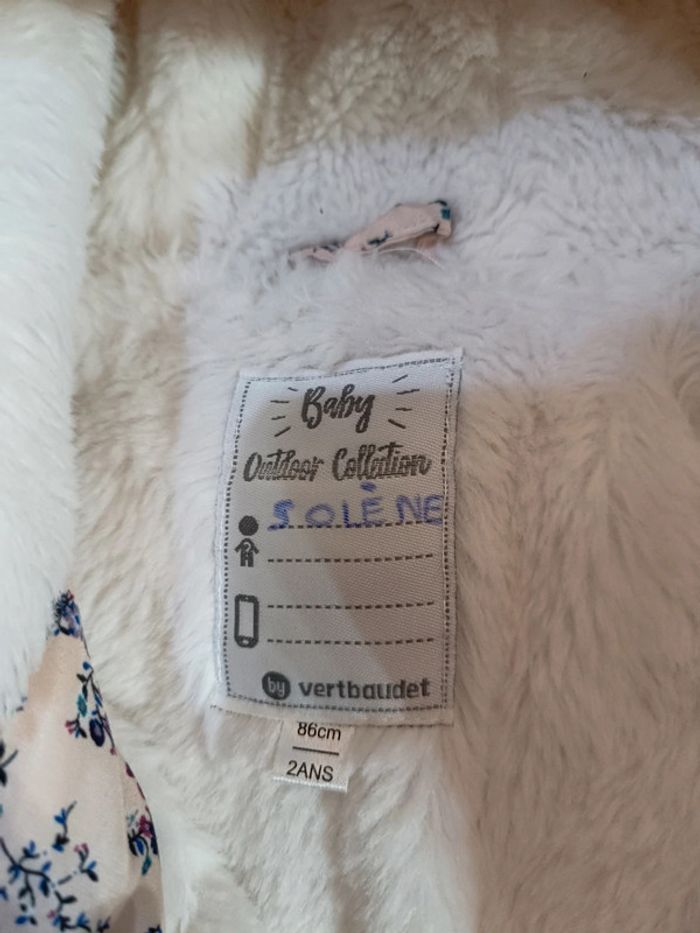 Baby
Outdoor Collection
SOLÈNE
by vertbaudet
86cm
2ANS